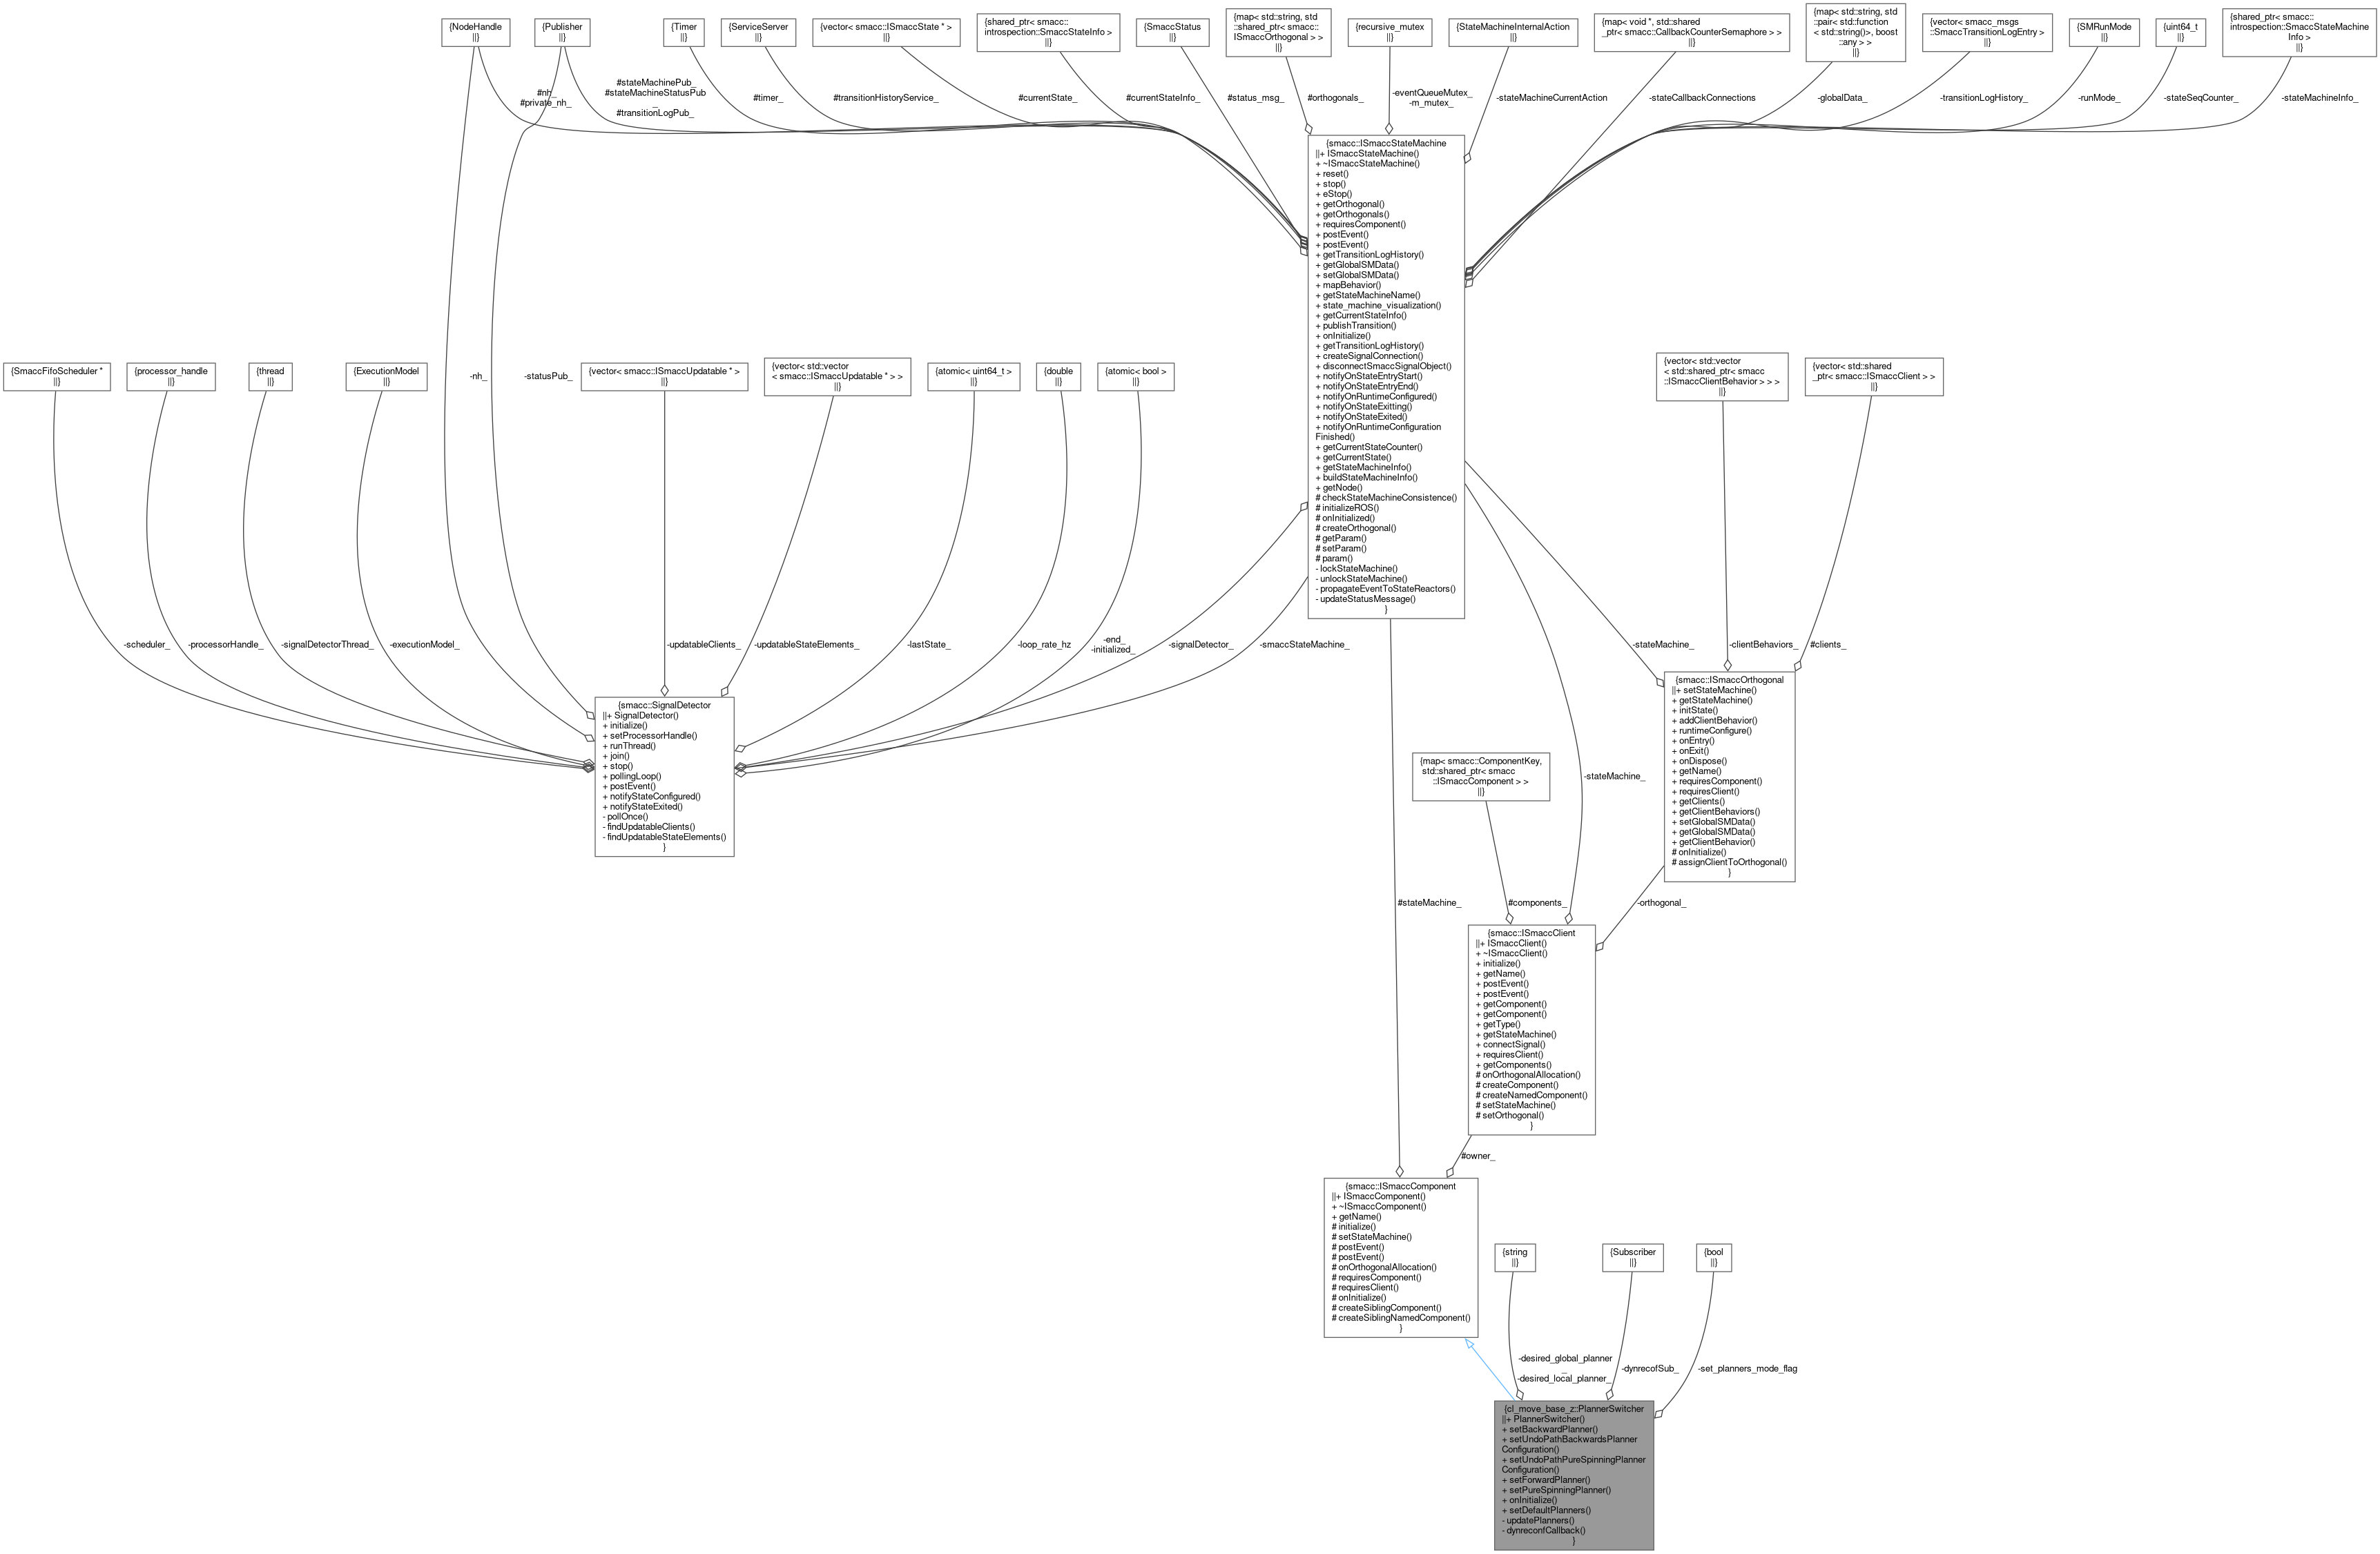 {NodeHandle
||}
{Publisher
||}
{Timer
||}
{ServiceServer
||}
{vector< smacc::ISmaccState * >
||}
{shared_ptr< smacc::
introspection::SmaccStateInfo >
||}
{SmaccStatus
||}
{map< std::string, std
::shared_ptr< smacc::
ISmaccOrthogonal > >
||}
{recursive_mutex
||}
{StateMachineInternalAction
||}
{map< void *, std::shared
_ptr< smacc::CallbackCounterSemaphore > >
||}
{map< std::string, std
::pair< std::function
< std::string()>, boost
::any > >
||}
{vector< smacc_msgs
::SmaccTransitionLogEntry >
||}
{SMRunMode
||}
{uint64_t
||}
{shared_ptr< smacc::
introspection::SmaccStateMachine
Info >
||}
#nh_
#private_nh_
#stateMachinePub_
#stateMachineStatusPub
_
#transitionLogPub_
#timer_
#transitionHistoryService_
#currentState_
#currentStateInfo_
#status_msg_
#orthogonals_
-eventQueueMutex_
-m_mutex_
-stateMachineCurrentAction
-stateCallbackConnections
-globalData_
-transitionLogHistory_
-runMode_
-stateSeqCounter_
-stateMachineInfo_
{smacc::ISmaccStateMachine
||+ ISmaccStateMachine()
+ ~ISmaccStateMachine()
+ reset()
+ stop()
+ eStop()
+ getOrthogonal()
+ getOrthogonals()
+ requiresComponent()
+ postEvent()
+ postEvent()
+ getTransitionLogHistory()
+ getGlobalSMData()
+ setGlobalSMData()
+ mapBehavior()
+ getStateMachineName()
+ state_machine_visualization()
+ getCurrentStateInfo()
+ publishTransition()
+ onInitialize()
+ getTransitionLogHistory()
+ createSignalConnection()
+ disconnectSmaccSignalObject()
+ notifyOnStateEntryStart()
+ notifyOnStateEntryEnd()
+ notifyOnRuntimeConfigured()
+ notifyOnStateExitting()
+ notifyOnStateExited()
+ notifyOnRuntimeConfiguration
Finished()
+ getCurrentStateCounter()
+ getCurrentState()
+ getStateMachineInfo()
+ buildStateMachineInfo()
+ getNode()
# checkStateMachineConsistence()
# initializeROS()
# onInitialized()
# createOrthogonal()
# getParam()
# setParam()
# param()
- lockStateMachine()
- unlockStateMachine()
- propagateEventToStateReactors()
- updateStatusMessage()
}
{SmaccFifoScheduler *
||}
{processor_handle
||}
{thread
||}
{ExecutionModel
||}
-nh_
-statusPub_
{vector< smacc::ISmaccUpdatable * >
||}
{vector< std::vector
< smacc::ISmaccUpdatable * > >
||}
{atomic< uint64_t >
||}
{double
||}
{atomic< bool >
||}
{vector< std::vector
< std::shared_ptr< smacc
::ISmaccClientBehavior > > >
||}
{vector< std::shared
_ptr< smacc::ISmaccClient > >
||}
-scheduler_
-processorHandle_
-signalDetectorThread_
-executionModel_
-updatableClients_
-updatableStateElements_
-lastState_
-loop_rate_hz
-end_
-initialized_
-signalDetector_
-smaccStateMachine_
-stateMachine_
-clientBehaviors_
#clients_
{smacc::SignalDetector
||+ SignalDetector()
+ initialize()
+ setProcessorHandle()
+ runThread()
+ join()
+ stop()
+ pollingLoop()
+ postEvent()
+ notifyStateConfigured()
+ notifyStateExited()
- pollOnce()
- findUpdatableClients()
- findUpdatableStateElements()
}
{smacc::ISmaccOrthogonal
||+ setStateMachine()
+ getStateMachine()
+ initState()
+ addClientBehavior()
+ runtimeConfigure()
+ onEntry()
+ onExit()
+ onDispose()
+ getName()
+ requiresComponent()
+ requiresClient()
+ getClients()
+ getClientBehaviors()
+ setGlobalSMData()
+ getGlobalSMData()
+ getClientBehavior()
# onInitialize()
# assignClientToOrthogonal()
}
{map< smacc::ComponentKey,
std::shared_ptr< smacc
::ISmaccComponent > >
||}
-stateMachine_
#stateMachine_
#components_
-orthogonal_
{smacc::ISmaccClient
||+ ISmaccClient()
+ ~ISmaccClient()
+ initialize()
+ getName()
+ postEvent()
+ postEvent()
+ getComponent()
+ getComponent()
+ getType()
+ getStateMachine()
+ connectSignal()
+ requiresClient()
+ getComponents()
# onOrthogonalAllocation()
# createComponent()
# createNamedComponent()
# setStateMachine()
# setOrthogonal()
}
#owner_
{smacc::ISmaccComponent
||+ ISmaccComponent()
+ ~ISmaccComponent()
+ getName()
# initialize()
# setStateMachine()
# postEvent()
# postEvent()
# onOrthogonalAllocation()
# requiresComponent()
# requiresClient()
# onInitialize()
# createSiblingComponent()
# createSiblingNamedComponent()
}
{string
||}
{Subscriber
||}
{bool
||}
-desired_global_planner
_
-desired_local_planner_
-dynrecofSub_
-set_planners_mode_flag
{cl_move_base_z::PlannerSwitcher
||+ PlannerSwitcher()
+ setBackwardPlanner()
+ setUndoPathBackwardsPlanner
Configuration()
+ setUndoPathPureSpinningPlanner
Configuration()
+ setForwardPlanner()
+ setPureSpinningPlanner()
+ onInitialize()
+ setDefaultPlanners()
- updatePlanners()
- dynreconfCallback()
}